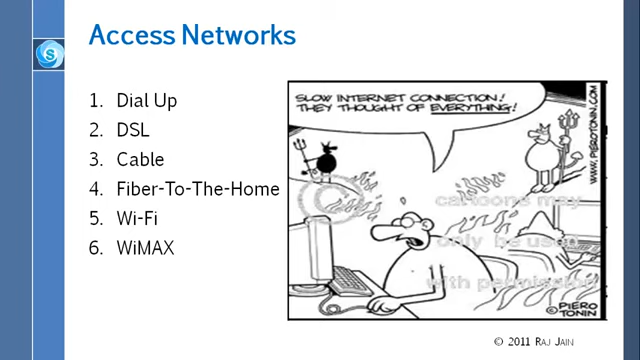 Access Networks
1. Dial Up
2. DSL
3. Cable
4. Fiber-To-The-Home
5. Wi-Fi
6. WiMAX
SLOW INTERNET CONNECTION!
THEY THOUGHT OF EVERYTHING!
WWW.PIEROTONIN.COM
©
cartoons may
only be used
with permission
© PIERO
TONIN
© 2011 RAJ JAIN
S